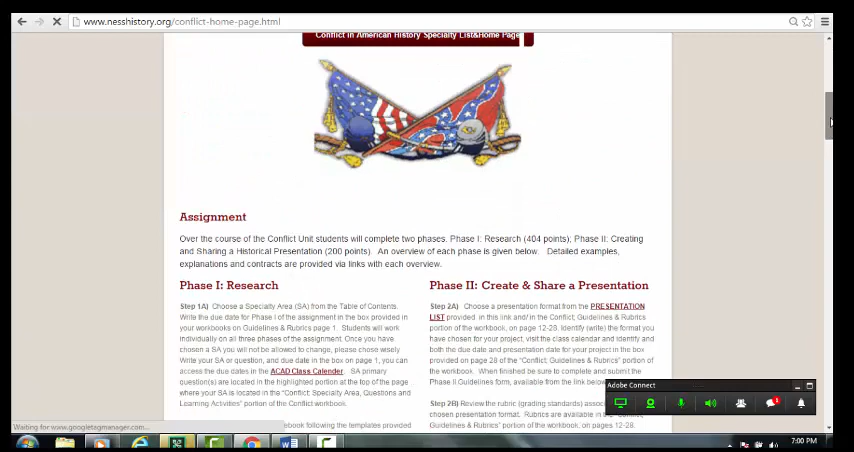 www.nesshistory.org/conflict-home-page.html
Conflict in American History Specialty List&Home Page
Assignment
Over the course of the Conflict Unit students will complete two phases. Phase I: Research (404 points); Phase II: Creating
and Sharing a Historical Presentation (200 points). An overview of each phase is given below. Detailed examples,
explanations and contracts are provided via links with each overview.
Phase I: Research
Step 1A) Choose a Specialty Area (SA) from the Table of Contents.
Write the due date for Phase I of the assignment in the box provided in
your workbooks on Guidelines & Rubrics page 1. Students will work
individually on all three phases of the assignment. Once you have
chosen a SA you will not be allowed to change, please chose wisely
Write your SA or question, and due date in the box on page 1, you can
access the due dates in the ACAD Class Calender. SA primary
question(s) are located in the highlighted portion at the top of the page
where your SA is located in the "Conflict: Specialty Area, Questions and
Learning Activities" portion of the Conflict workbook.
ebook following the templates provided
Phase II: Create & Share a Presentation
Step 2A) Choose a presentation format from the PRESENTATION
LIST provided in this link and/in the Conflict; Guidelines & Rubrics
portion of the workbook, on page 12-28. Identify (write) the format you
have chosen for your project, visit the class calendar and identify and
both the due date and presentation date for your project in the box
provided on page 28 of the "Conflict, Guidelines & Rubrics" portion of
the workbook. When finished be sure to complete and submit the
Phase II Guidelines form, available from the link below
Step 2B) Review the rubric (grading standards) assoc
chosen presentation format. Rubrics are available in
Guidelines & Rubrics portion of the workbook, on pages 12-28.
Adobe Connect
1
Waiting for www.googletagmanager.com...
7:00 PM